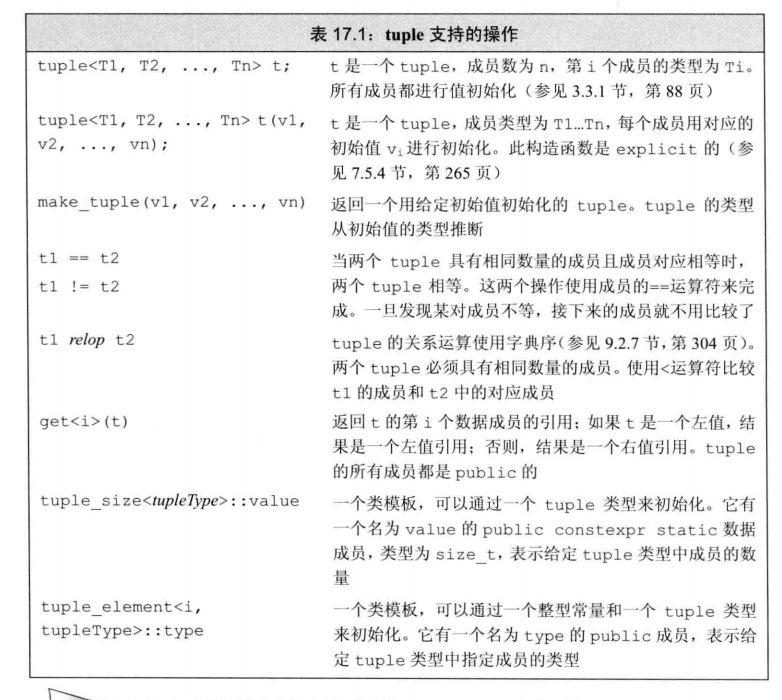 表 17.1：tuple 支持的操作
tuple<T1, T2, ..., Tn> t;
t 是一个 tuple，成员数为 n，第 i 个成员的类型为 Ti。
所有成员都进行值初始化（参见 3.3.1 节，第 88 页）
tuple<T1, T2, ..., Tn> t(v1,
v2, ..., vn);
t 是一个 tuple，成员类型为 T1…Tn，每个成员用对应的
初始值 vi 进行初始化。此构造函数是 explicit 的（参
见 7.5.4 节，第 265 页）
make_tuple(v1, v2, ..., vn)
返回一个用给定初始值初始化的 tuple。tuple 的类型
从初始值的类型推断
t1 == t2
t1 != t2
当两个 tuple 具有相同数量的成员且成员对应相等时，
两个 tuple 相等。这两个操作使用成员的==运算符来完
成。一旦发现某对成员不等，接下来的成员就不用比较了
t1 relop t2
tuple 的关系运算使用字典序（参见 9.2.7 节，第 304 页）。
两个 tuple 必须具有相同数量的成员。使用<运算符比较
t1 的成员和 t2 中的对应成员
get<i>(t)
返回 t 的第 i 个数据成员的引用；如果 t 是一个左值，结
果是一个左值引用；否则，结果是一个右值引用。tuple
的所有成员都是 public 的
tuple_size<tupleType>::value
一个类模板，可以通过一个 tuple 类型来初始化。它有
一个名为 value 的 public constexpr static 数据
成员，类型为 size_t，表示给定 tuple 类型中成员的数
量
tuple_element<i,
tupleType>::type
一个类模板，可以通过一个整型常量和一个 tuple 类型
来初始化。它有一个名为 type 的 public 成员，表示给
定 tuple 类型中指定成员的类型